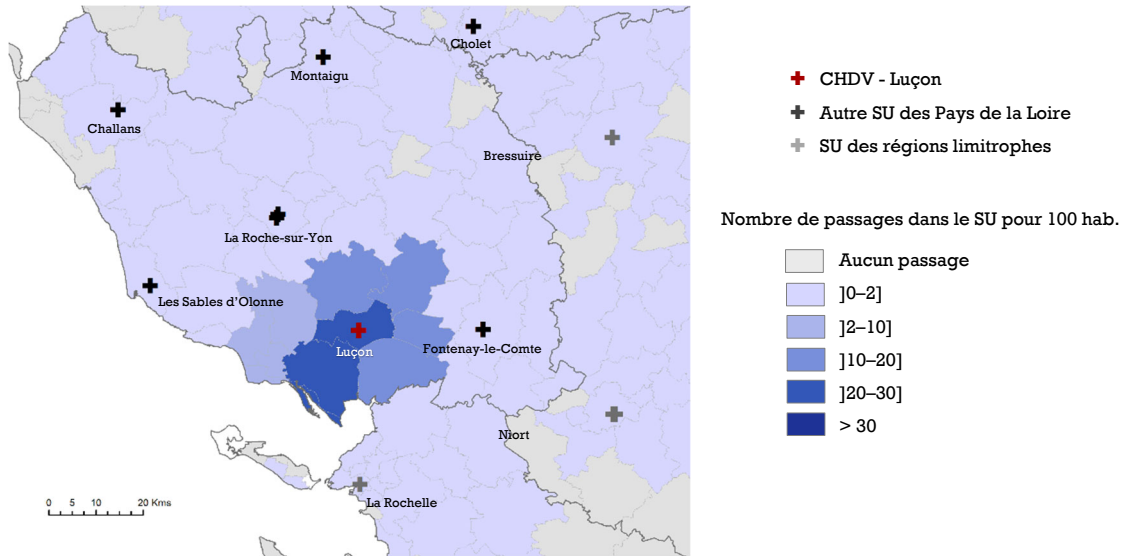 Cholet
Montaigu
Challans
Bressuire
La Roche-sur-Yon
Les Sables d'Olonne
Luçon
Fontenay-le-Comte
Niort
La Rochelle
0 5 10 20 Kms
CHDV - Luçon
Autre SU des Pays de la Loire
SU des régions limitrophes
Nombre de passages dans le SU pour 100 hab.
Aucun passage
]0–2]
]2–10]
]10–20]
]20–30]
> 30